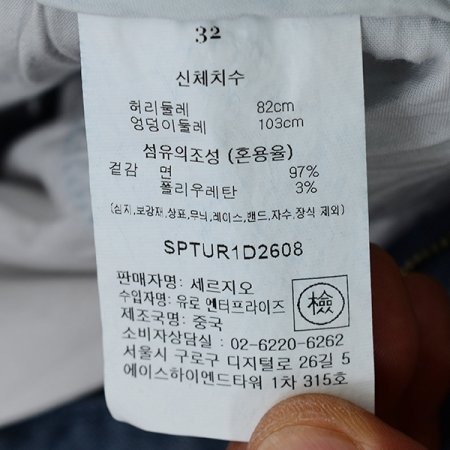 32
신체치수
허리둘레 82cm
엉덩이둘레 103cm
섬유의조성 (혼용율)
겉감 면 97%
폴리우레탄 3%
(심지,보강재,상표,무늬,레이스,밴드,자수,장식 제외)
SPTUR1D2608
판매자명: 세르지오
수입자명: 유로 엔터프라이즈
제조국명: 중국
檢
소비자상담실 : 02-6220-6262
서울시 구로구 디지털로 26길 5
에이스하이엔드타워 1차 315호